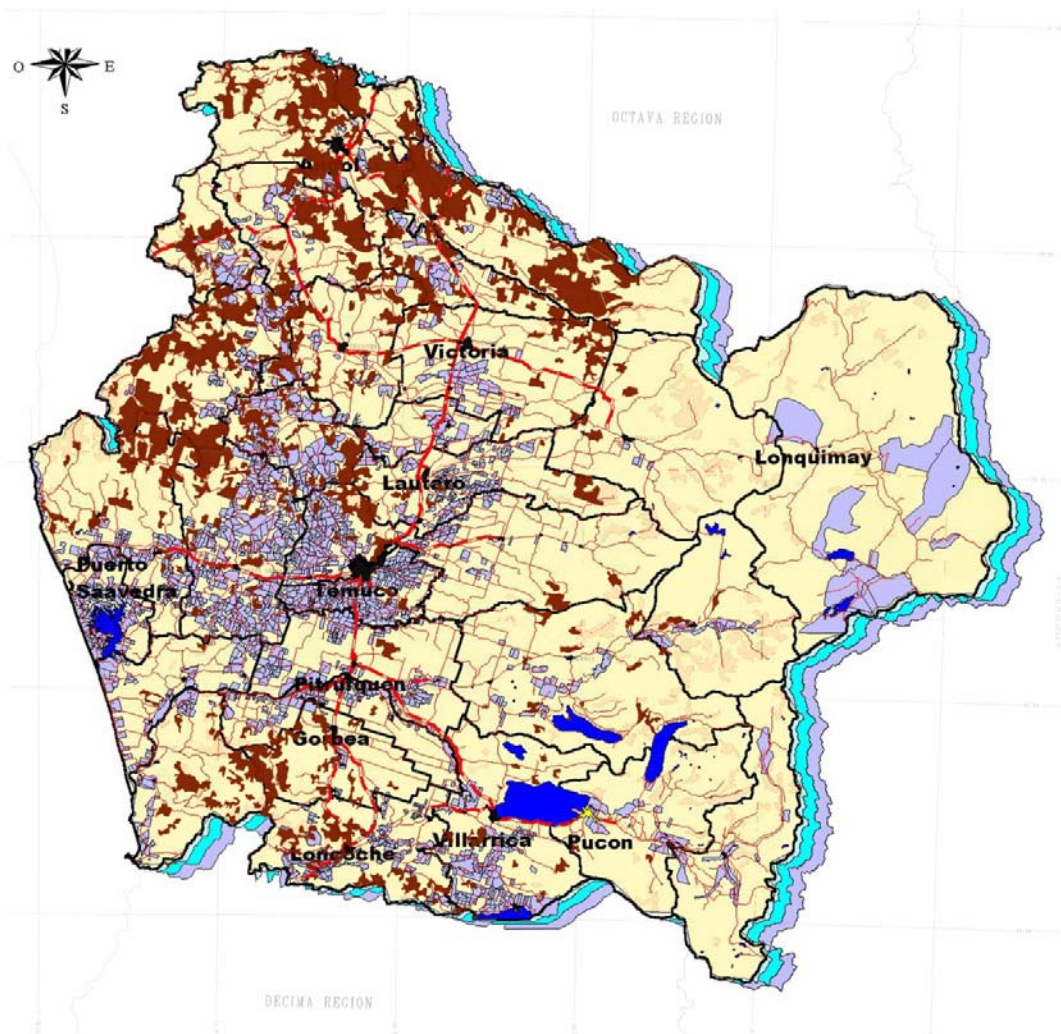 O E
S
OCTAVA REGION
Victoria
Lonquimay
Lautaro
Puerto
Saavedra
Temuco
Pitrufquen
Gorbea
Villarrica
Pucon
Loncoche
DECIMA REGION